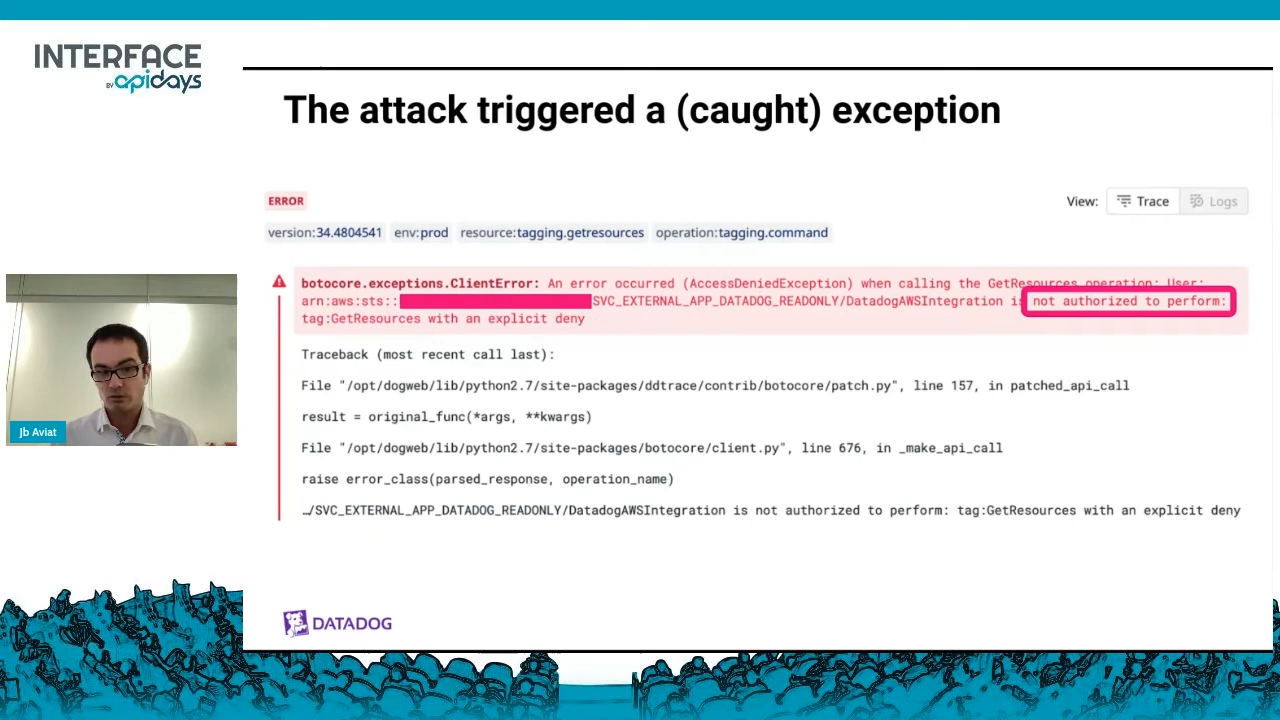 INTERFACE
BY apidays
The attack triggered a (caught) exception
ERROR
View: Trace Logs
version:34.4804541 env:prod resource:tagging.getresources operation:tagging.command
botocore.exceptions.ClientError: An error occurred (AccessDeniedException) when calling the GetResources operation: User:
arn:aws:sts:: SVC_EXTERNAL_APP_DATADOG_READONLY/DatadogAWSIntegration is not authorized to perform:
tag:GetResources with an explicit deny
Traceback (most recent call last):
File "/opt/dogweb/lib/python2.7/site-packages/ddtrace/contrib/botocore/patch.py", line 157, in patched_api_call
result = original_func(*args, **kwargs)
File "/opt/dogweb/lib/python2.7/site-packages/botocore/client.py", line 676, in _make_api_call
raise error_class(parsed_response, operation_name)
…/SVC_EXTERNAL_APP_DATADOG_READONLY/DatadogAWSIntegration is not authorized to perform: tag:GetResources with an explicit deny
Jb Aviat
DATADOG